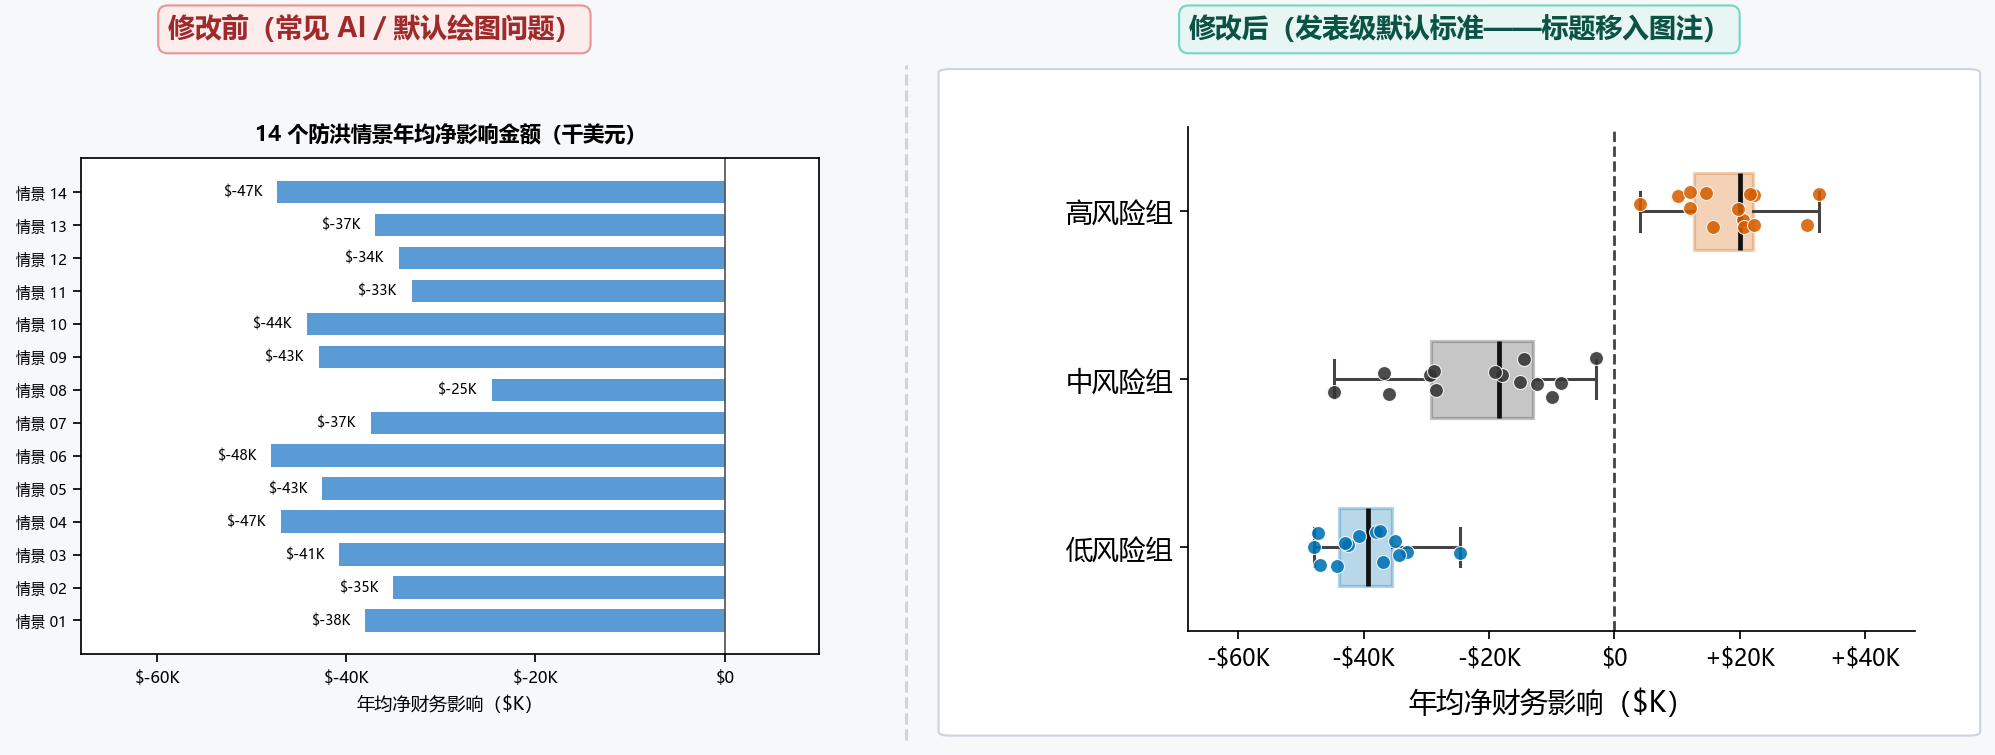 修改前（常见 AI / 默认绘图问题）
14 个防洪情景年均净影响金额（千美元）
情景 14 $-47K
情景 13 $-37K
情景 12 $-34K
情景 11 $-33K
情景 10 $-44K
情景 09 $-43K
情景 08 $-25K
情景 07 $-37K
情景 06 $-48K
情景 05 $-43K
情景 04 $-47K
情景 03 $-41K
情景 02 $-35K
情景 01 $-38K
$-60K $-40K $-20K $0
年均净财务影响（$K）
修改后（发表级默认标准——标题移入图注）
高风险组
中风险组
低风险组
-$60K -$40K -$20K $0 +$20K +$40K
年均净财务影响（$K）